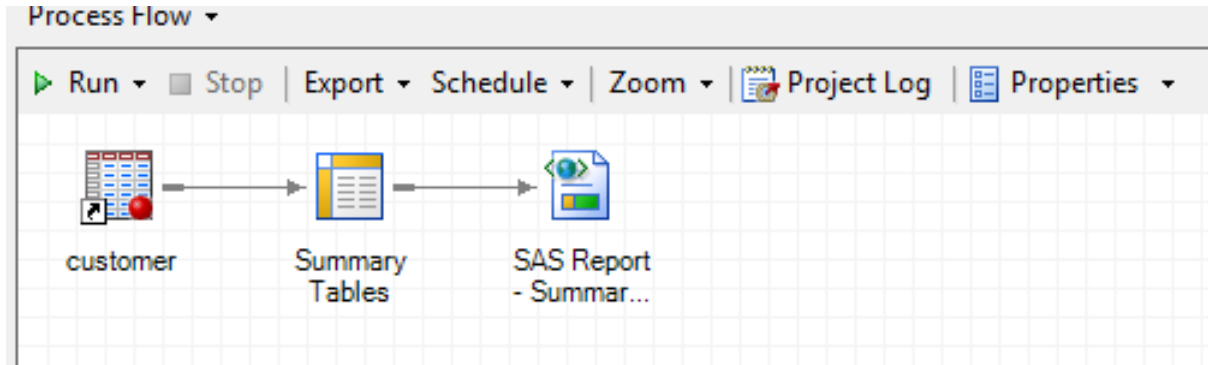 Process Flow
Run Stop Export Schedule Zoom Project Log Properties
customer
Summary
Tables
SAS Report
- Summar...